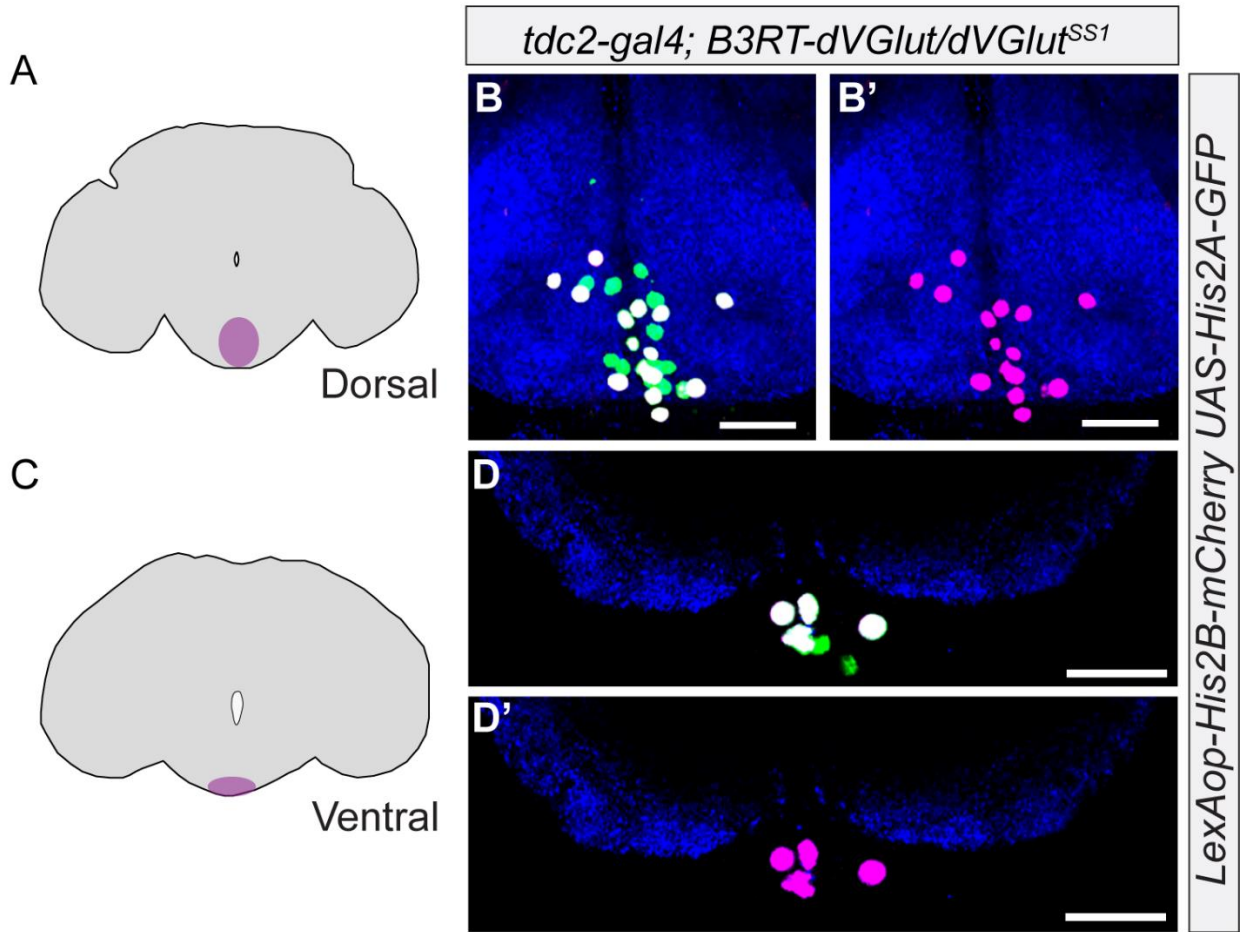 tdc2-gal4; B3RT-dVGlut/dVGlut^SS1
A
B
B’
Dorsal
C
D
Ventral
D’
LexAop-His2B-mCherry UAS-His2A-GFP